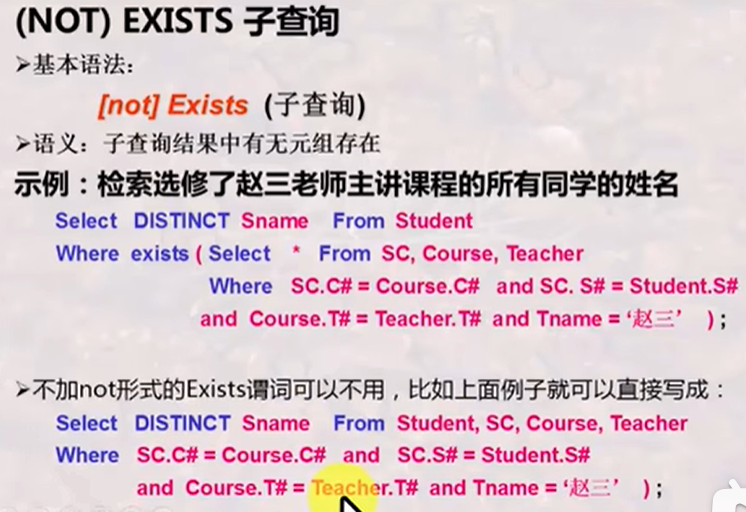 (NOT) EXISTS 子查询
➢基本语法：
[not] Exists (子查询)
➢语义：子查询结果中有无元组存在
示例：检索选修了赵三老师主讲课程的所有同学的姓名
Select DISTINCT Sname From Student
Where exists ( Select * From SC, Course, Teacher
Where SC.C# = Course.C# and SC. S# = Student.S#
and Course.T# = Teacher.T# and Tname = ‘赵三’ ) ;
➢不加not形式的Exists谓词可以不用，比如上面例子就可以直接写成：
Select DISTINCT Sname From Student, SC, Course, Teacher
Where SC.C# = Course.C# and SC.S# = Student.S#
and Course.T# = Teacher.T# and Tname = ‘赵三’ ) ;